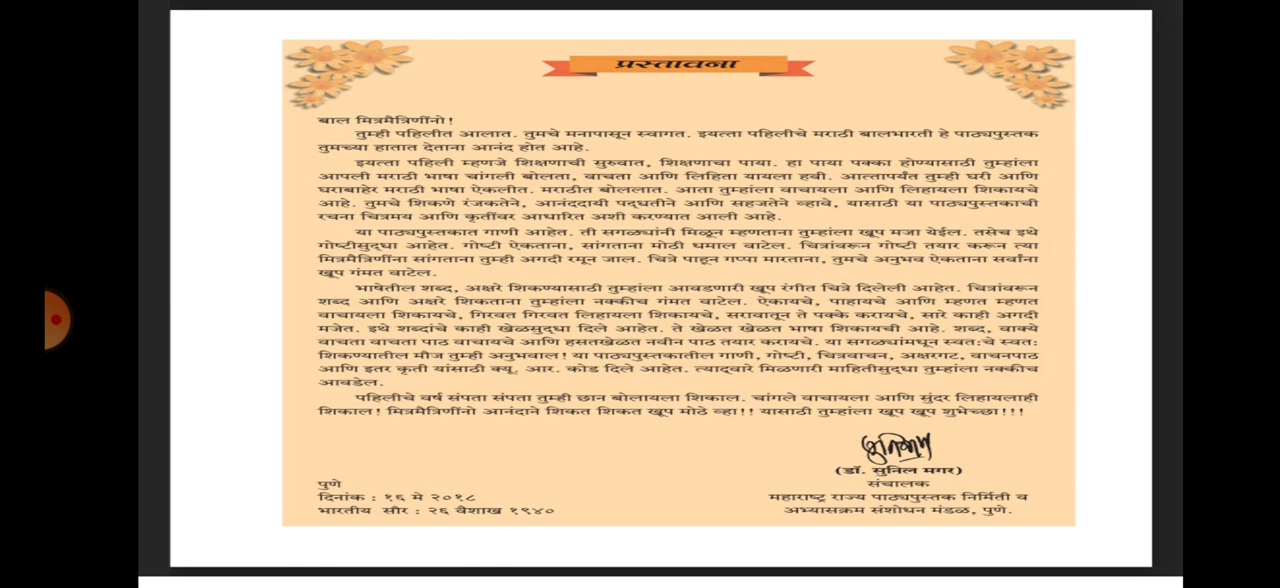 प्रस्तावना
बाल मित्रमैत्रिणींनो!
तुम्ही पहिलीत आलात. तुमचे मनापासून स्वागत. इयत्ता पहिलीचे मराठी बालभारती हे पाठ्यपुस्तक
तुमच्या हातात देताना आनंद होत आहे.
इयत्ता पहिली म्हणजे शिक्षणाची सुरुवात, शिक्षणाचा पाया. हा पाया पक्का होण्यासाठी तुम्हांला
आपली मराठी भाषा चांगली बोलता, वाचता आणि लिहिता यायला हवी. आत्तापर्यंत तुम्ही घरी आणि
घराबाहेर मराठी भाषा ऐकलीत. मराठीत बोललात. आता तुम्हांला वाचायला आणि लिहायला शिकायचे
आहे. तुमचे शिकणे रंजकतेने, आनंददायी पद्धतीने आणि सहजतेने व्हावे, यासाठी या पाठ्यपुस्तकाची
रचना चित्रमय आणि कृतींवर आधारित अशी करण्यात आली आहे.
या पाठ्यपुस्तकात गाणी आहेत. ती सगळ्यांनी मिळून म्हणताना तुम्हांला खूप मजा येईल. तसेच इथे
गोष्टीसुद्धा आहेत. गोष्टी ऐकताना, सांगताना मोठी धमाल वाटेल. चित्रांवरून गोष्टी तयार करून त्या
मित्रमैत्रिणींना सांगताना तुम्ही अगदी रमून जाल. चित्रे पाहून गप्पा मारताना, तुमचे अनुभव ऐकताना सर्वांना
खूप गंमत वाटेल.
भाषेतील शब्द, अक्षरे शिकण्यासाठी तुम्हांला आवडणारी खूप रंगीत चित्रे दिलेली आहेत. चित्रांवरून
शब्द आणि अक्षरे शिकताना तुम्हांला नक्कीच गंमत वाटेल. ऐकायचे, पाहायचे आणि म्हणत म्हणत
वाचायला शिकायचे, गिरवत गिरवत लिहायला शिकायचे, सरावातून ते पक्के करायचे, सारे काही अगदी
मजेत. इथे शब्दांचे काही खेळसुद्धा दिले आहेत. ते खेळत खेळत भाषा शिकायची आहे. शब्द, वाक्ये
वाचता वाचता पाठ वाचायचे आणि हसतखेळत नवीन पाठ तयार करायचे. या सगळ्यांमधून स्वतःचे स्वतः
शिकण्यातील मौज तुम्ही अनुभवाल! या पाठ्यपुस्तकातील गाणी, गोष्टी, चित्रवाचन, अक्षरगट, वाचनपाठ
आणि इतर कृती यांसाठी क्यू. आर. कोड दिले आहेत. त्याद्वारे मिळणारी माहितीसुद्धा तुम्हांला नक्कीच
आवडेल.
पहिलीचे वर्ष संपता संपता तुम्ही छान बोलायला शिकाल. चांगले वाचायला आणि सुंदर लिहायलाही
शिकाल! मित्रमैत्रिणींनो आनंदाने शिकत शिकत खूप मोठे व्हा!! यासाठी तुम्हांला खूप खूप शुभेच्छा!!!
(डॉ. सुनिल मगर)
संचालक
महाराष्ट्र राज्य पाठ्यपुस्तक निर्मिती व
अभ्यासक्रम संशोधन मंडळ, पुणे.
पुणे
दिनांक : १६ मे २०१८
भारतीय सौर : २६ वैशाख १९४०